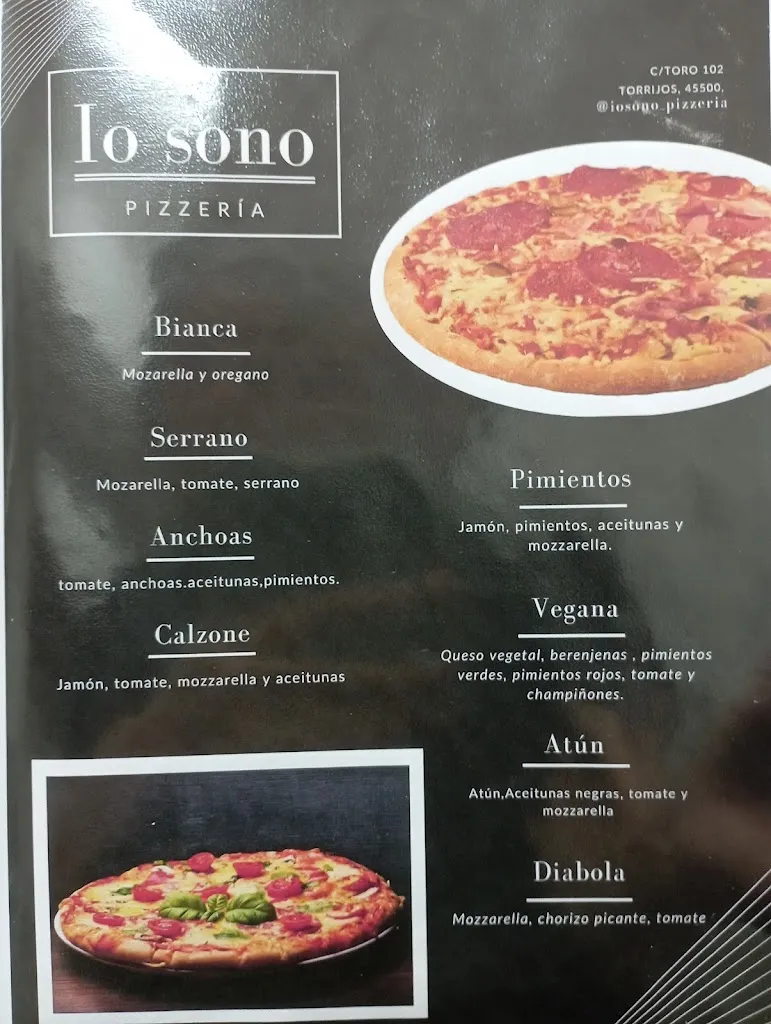 Io sono
PIZZERÍA
C/TORO 102
TORRIJOS, 45500,
@iosono_pizzeria
Bianca
Mozarella y oregano
Serrano
Mozarella, tomate, serrano
Anchoas
tomate, anchoas.aceitunas,pimientos.
Calzone
Jamón, tomate, mozzarella y aceitunas
Pimientos
Jamón, pimientos, aceitunas y
mozzarella.
Vegana
Queso vegetal, berenjenas , pimientos
verdes, pimientos rojos, tomate y
champiñones.
Atún
Atún,Aceitunas negras, tomate y
mozzarella
Diabola
Mozzarella, chorizo picante, tomate